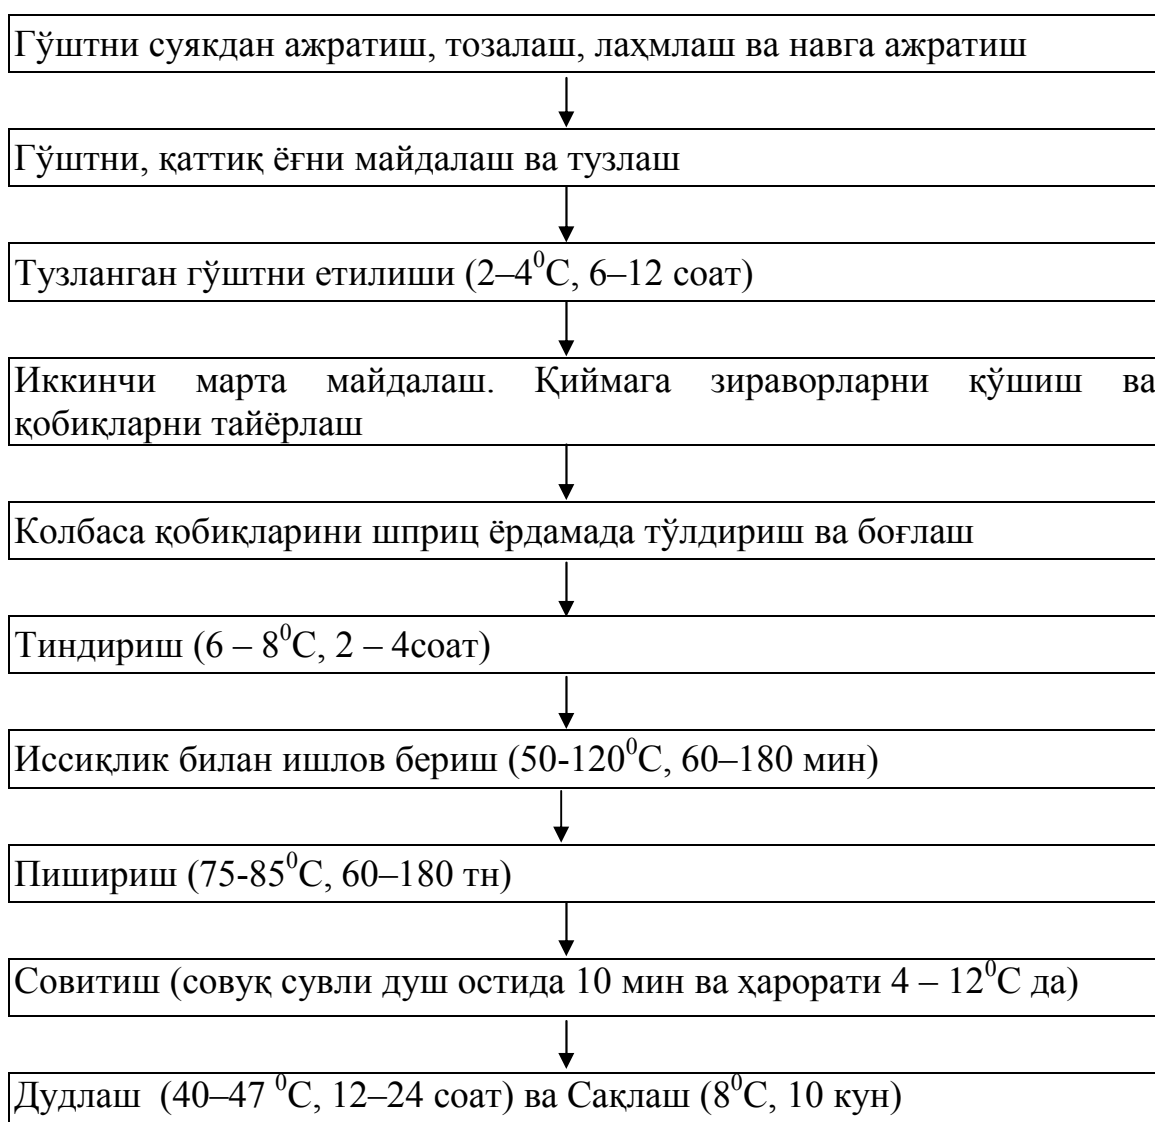 Гўштни суякдан ажратиш, тозалаш, лаҳмлаш ва навга ажратиш
Гўштни, қаттиқ ёғни майдалаш ва тузлаш
Тузланган гўштни етилиши (2–4⁰С, 6–12 соат)
Иккинчи марта майдалаш. Қиймага зираворларни қўшиш ва
қобиқларни тайёрлаш
Колбаса қобиқларини шприц ёрдамада тўлдириш ва боғлаш
Тиндириш (6 – 8⁰С, 2 – 4соат)
Иссиқлик билан ишлов бериш (50-120⁰С, 60–180 мин)
Пишириш (75-85⁰С, 60–180 тн)
Совитиш (совуқ сувли душ остида 10 мин ва ҳарорати 4 – 12⁰С да)
Дудлаш (40–47 ⁰С, 12–24 соат) ва Сақлаш (8⁰С, 10 кун)